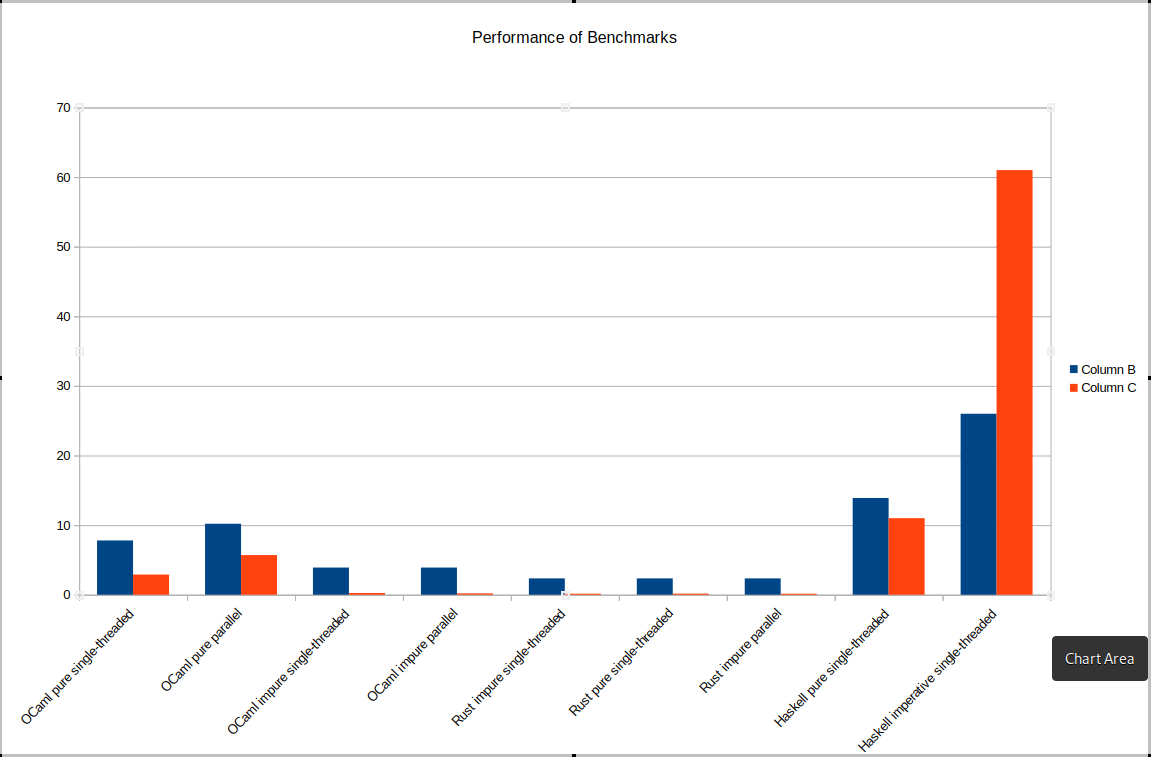 Performance of Benchmarks
70
60
50
40
30
20
10
0
Column B
Column C
OCaml pure single-threaded
OCaml pure parallel
OCaml impure single-threaded
OCaml impure parallel
Rust impure single-threaded
Rust pure single-threaded
Rust impure parallel
Haskell pure single-threaded
Haskell imperative single-threaded
Chart Area